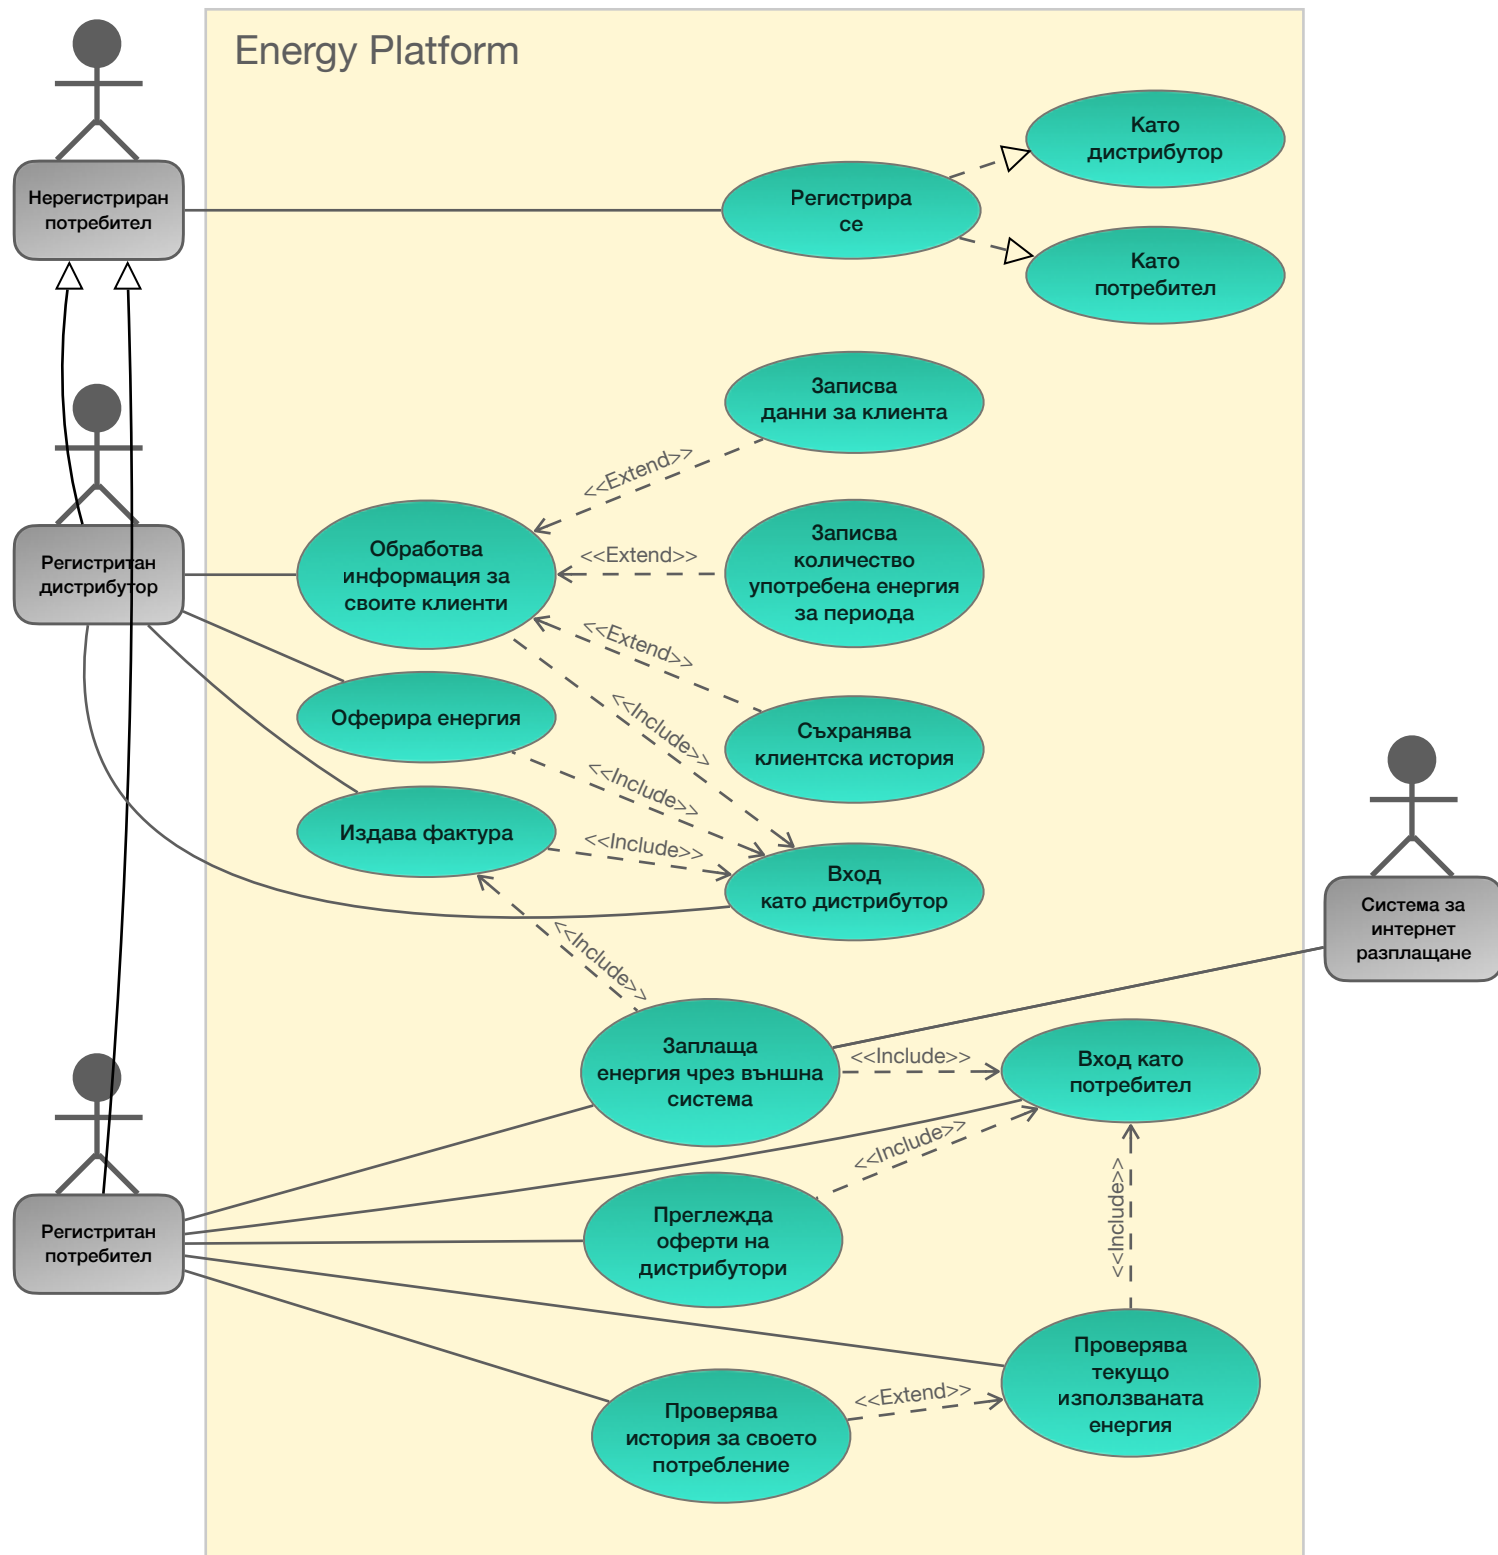 Energy Platform
Като
дистрибутор
Нерегистриран
потребител
Регистрира
се
Като
потребител
Записва
данни за клиента
<<Extend>>
Регистритан
дистрибутор
Обработва
информация за
своите клиенти
<<Extend>>
Записва
количество
употребена енергия
за периода
<<Extend>>
<<Include>>
Оферира енергия
Съхранява
клиентска история
<<Include>>
Издава фактура
<<Include>>
Вход
като дистрибутор
Система за
интернет
разплащане
<<Include>>
Заплаща
енергия чрез външна
система
<<Include>>
Вход като
потребител
<<Include>>
Регистритан
потребител
Преглежда
оферти на
дистрибутори
<<Include>>
Проверява
текущо
използваната
енергия
<<Extend>>
Проверява
история за своето
потребление